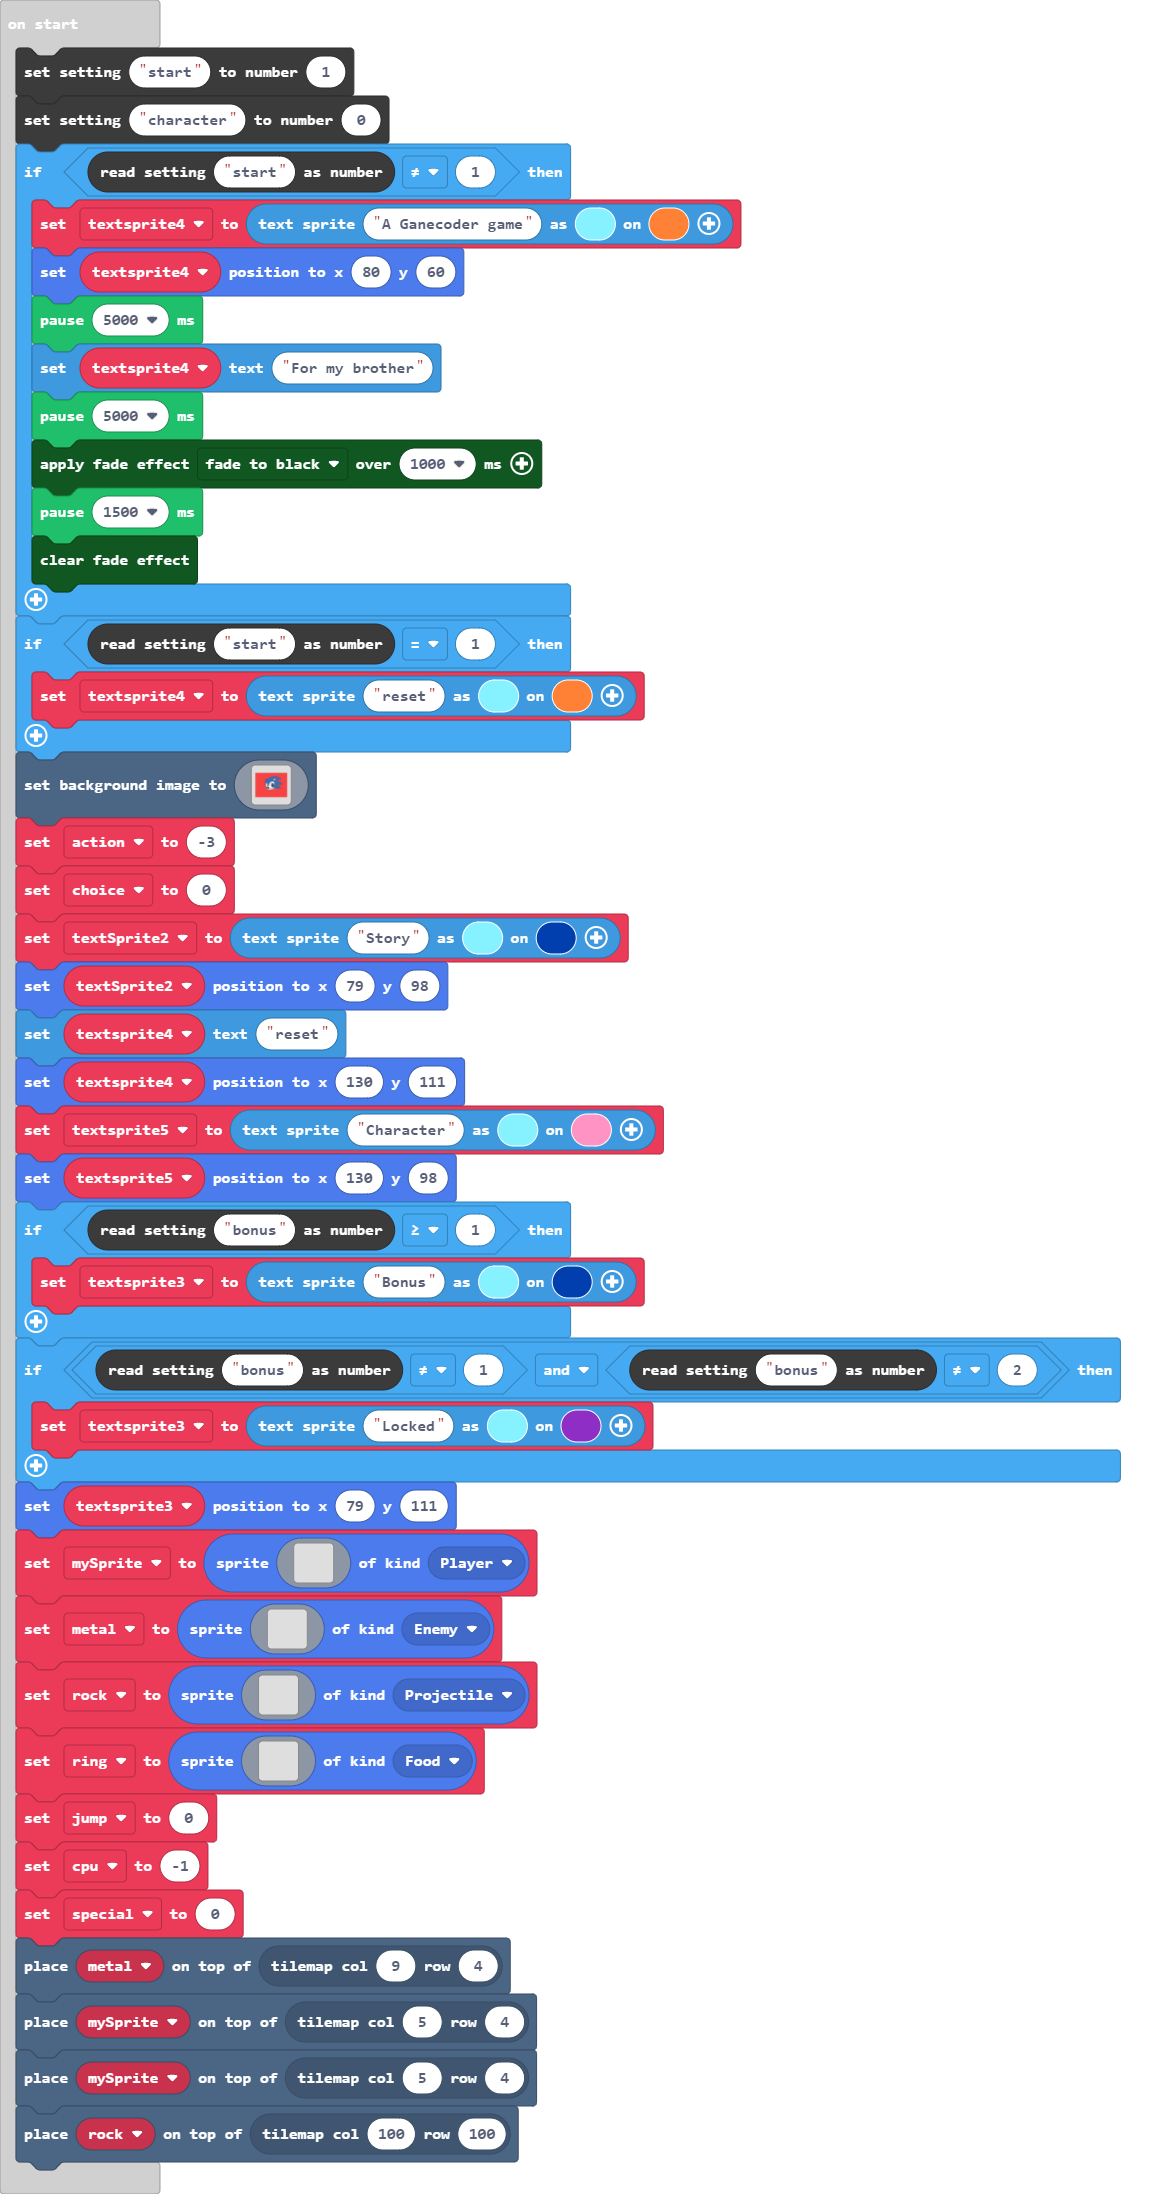 on start
set setting "start" to number 1
set setting "character" to number 0
if read setting "start" as number ≠ 1 then
set textsprite4 to text sprite "A Ganecoder game" as on
set textsprite4 position to x 80 y 60
pause 5000 ms
set textsprite4 text "For my brother"
pause 5000 ms
apply fade effect fade to black over 1000 ms
pause 1500 ms
clear fade effect
if read setting "start" as number = 1 then
set textsprite4 to text sprite "reset" as on
set background image to
set action to -3
set choice to 0
set textSprite2 to text sprite "Story" as on
set textSprite2 position to x 79 y 98
set textsprite4 text "reset"
set textsprite4 position to x 130 y 111
set textsprite5 to text sprite "Character" as on
set textsprite5 position to x 130 y 98
if read setting "bonus" as number ≥ 1 then
set textsprite3 to text sprite "Bonus" as on
if read setting "bonus" as number ≠ 1 and read setting "bonus" as number ≠ 2 then
set textsprite3 to text sprite "Locked" as on
set textsprite3 position to x 79 y 111
set mySprite to sprite of kind Player
set metal to sprite of kind Enemy
set rock to sprite of kind Projectile
set ring to sprite of kind Food
set jump to 0
set cpu to -1
set special to 0
place metal on top of tilemap col 9 row 4
place mySprite on top of tilemap col 5 row 4
place mySprite on top of tilemap col 5 row 4
place rock on top of tilemap col 100 row 100